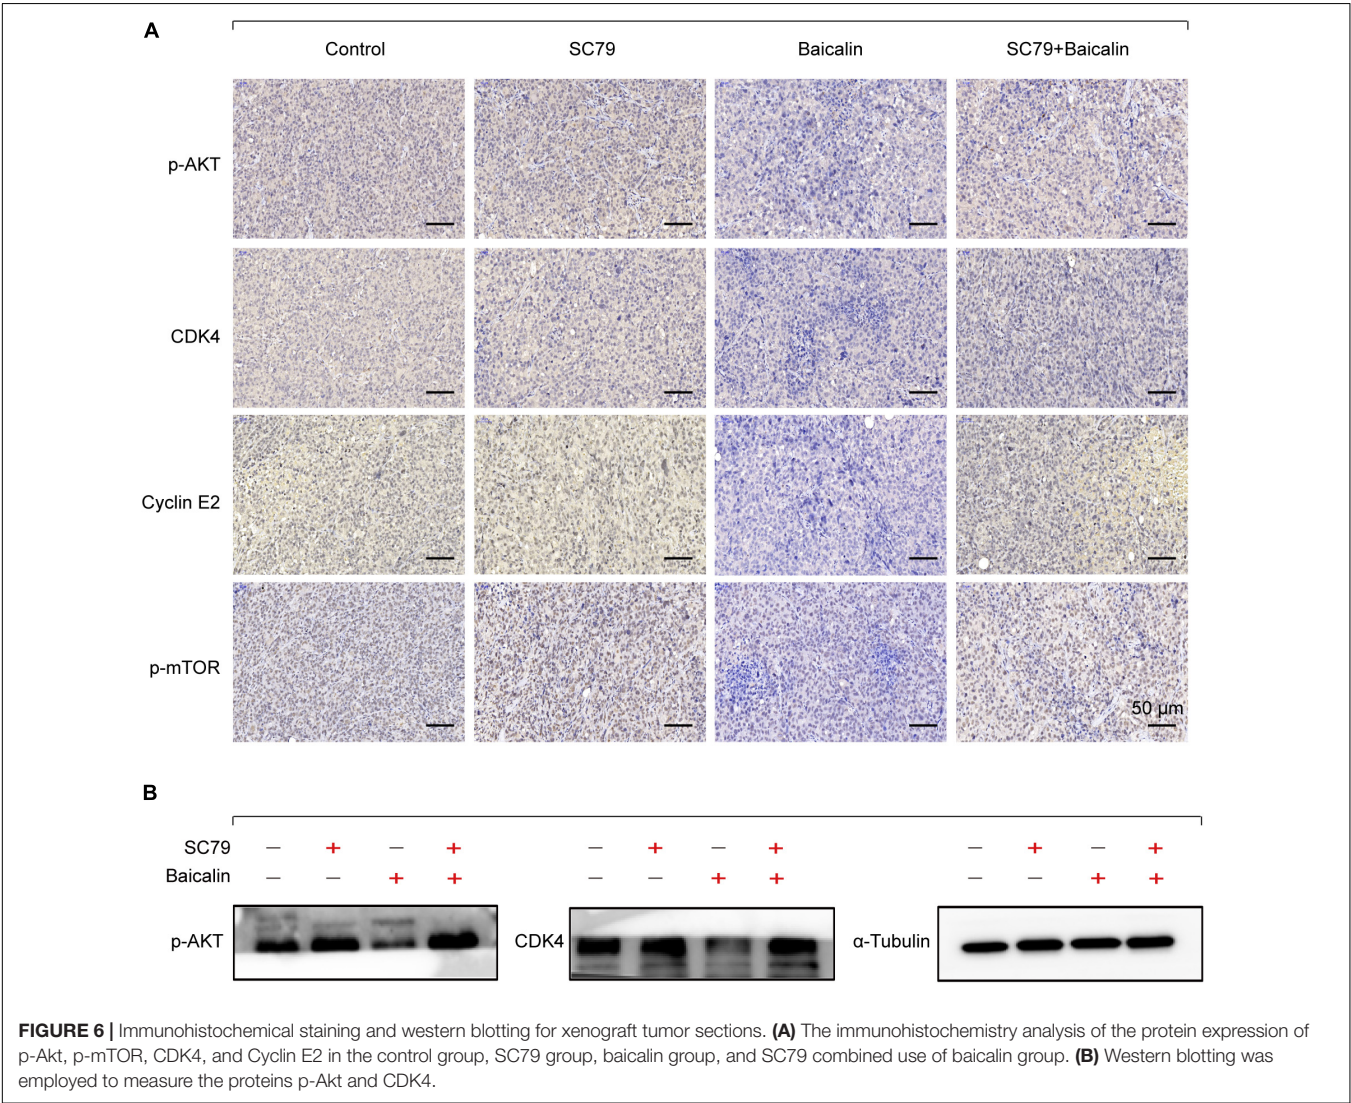 A
Control SC79 Baicalin SC79+Baicalin
p-AKT
CDK4
Cyclin E2
p-mTOR
50 µm
B
SC79 — + — + — + — + — + — +
Baicalin — — + + — — + + — — + +
p-AKT CDK4 α-Tubulin
FIGURE 6 | Immunohistochemical staining and western blotting for xenograft tumor sections. (A) The immunohistochemistry analysis of the protein expression of
p-Akt, p-mTOR, CDK4, and Cyclin E2 in the control group, SC79 group, baicalin group, and SC79 combined use of baicalin group. (B) Western blotting was
employed to measure the proteins p-Akt and CDK4.